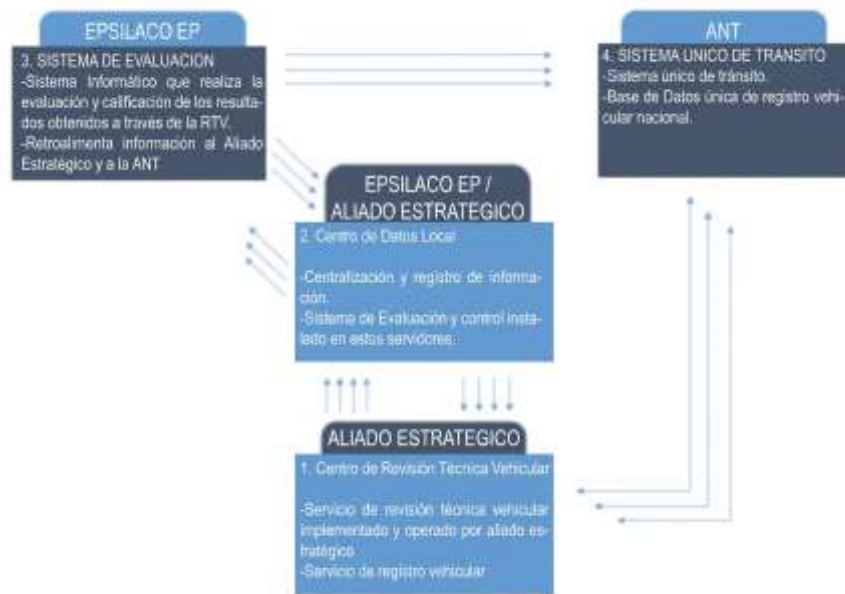 EPSILACO EP
3. SISTEMA DE EVALUACION
-Sistema Informático que realiza la
evaluación y calificación de los resulta-
dos obtenidos a través de la RTV.
-Retroalimenta información al Aliado
Estratégico y a la ANT
ANT
4. SISTEMA UNICO DE TRANSITO
-Sistema único de tránsito.
-Base de Datos única de registro vehi-
cular nacional.
EPSILACO EP /
ALIADO ESTRATEGICO
2. Centro de Datos Local
-Centralización y registro de informa-
ción.
-Sistema de Evaluación y control insta-
lado en estos servidores.
ALIADO ESTRATEGICO
1. Centro de Revisión Técnica Vehicular
-Servicio de revisión técnica vehicular
implementado y operado por aliado es-
tratégico
-Servicio de registro vehicular